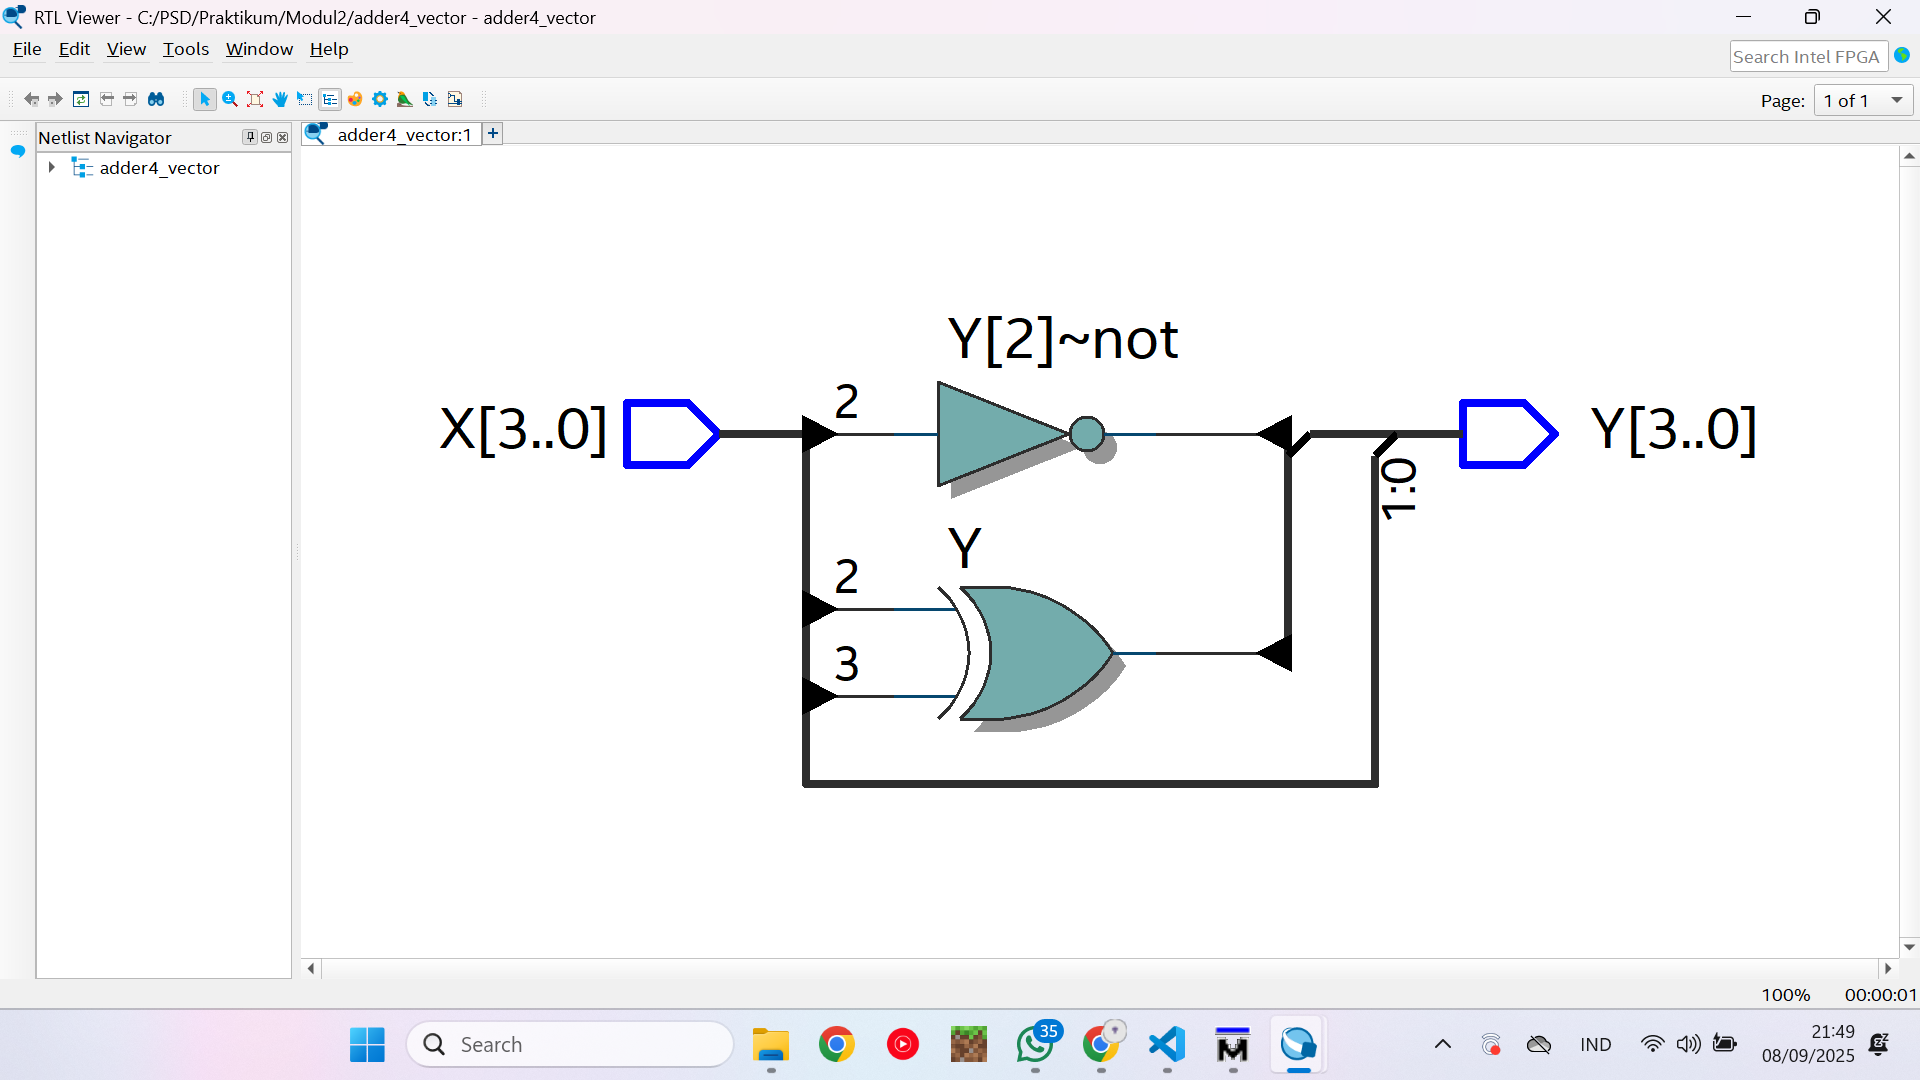 RTL Viewer - C:/PSD/Praktikum/Modul2/adder4_vector - adder4_vector
File Edit View Tools Window Help
Search Intel FPGA
Page: 1 of 1
Netlist Navigator
adder4_vector:1
adder4_vector
Y[2]~not
2
X[3..0]
Y[3..0]
1:0
Y
2
3
100% 00:00:01
Search
35
IND
21:49
08/09/2025